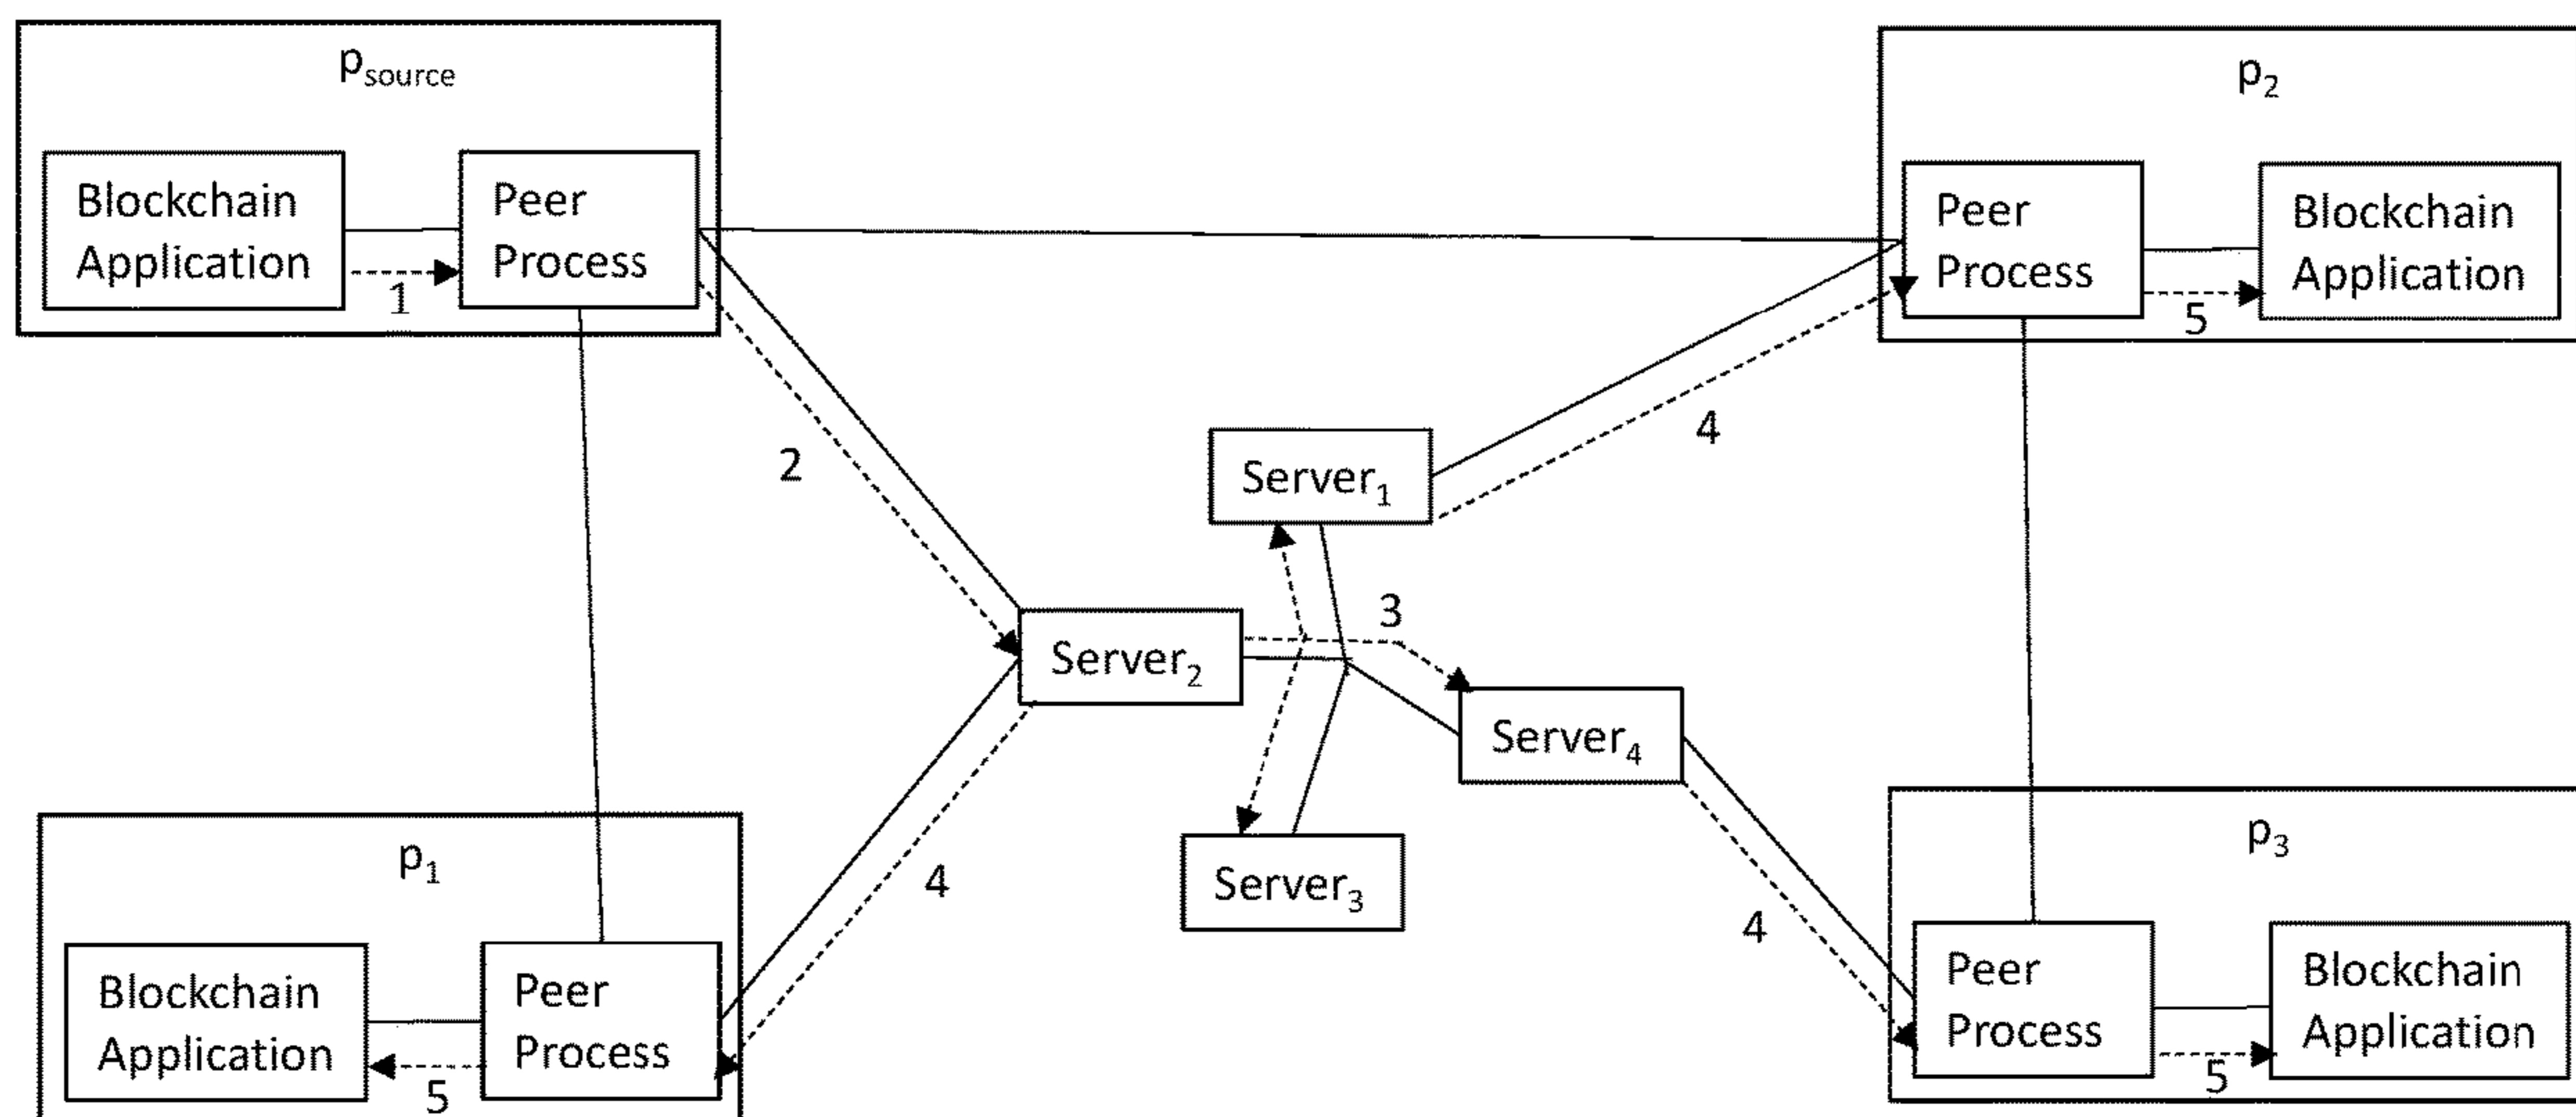 p_source
Blockchain
Application
1
Peer
Process
p_2
Peer
Process
5
Blockchain
Application
2
4
Server_1
3
Server_2
Server_4
Server_3
4
4
p_1
Blockchain
Application
5
Peer
Process
p_3
Peer
Process
5
Blockchain
Application